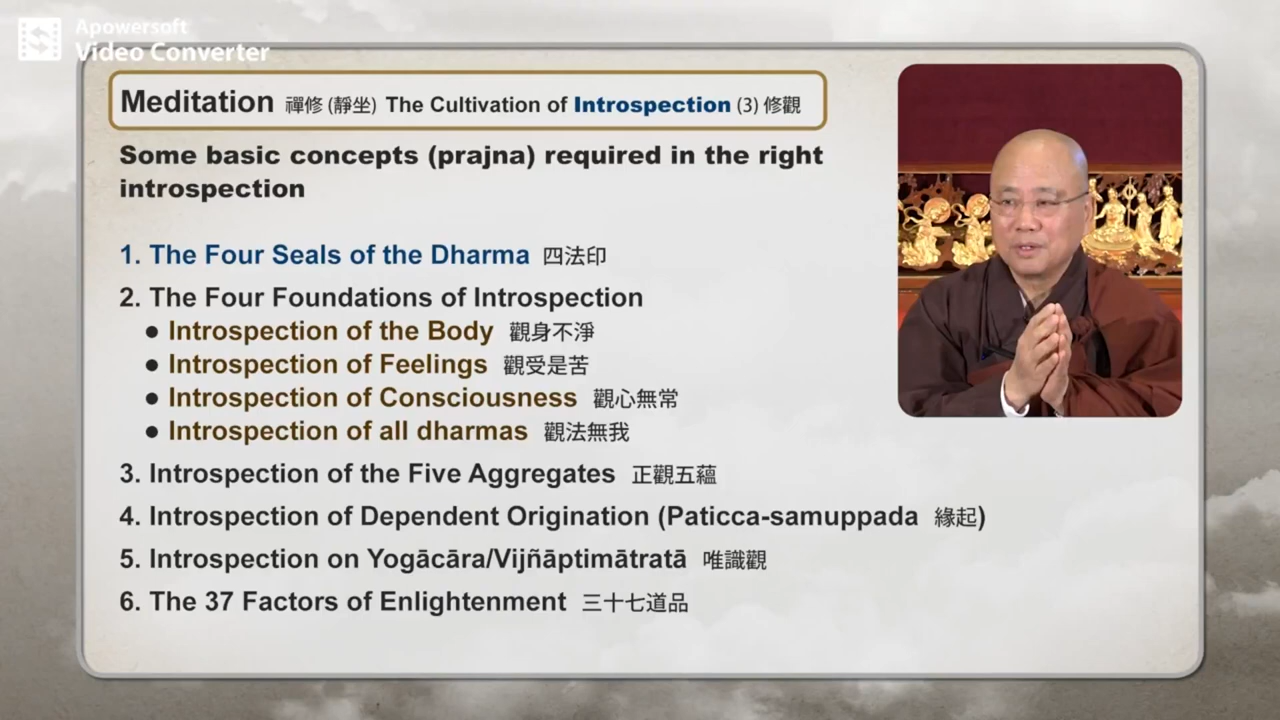 Apowersoft
Video Converter
Meditation 禪修 (靜坐) The Cultivation of Introspection (3) 修觀
Some basic concepts (prajna) required in the right
introspection
1. The Four Seals of the Dharma 四法印
2. The Four Foundations of Introspection
● Introspection of the Body 觀身不淨
● Introspection of Feelings 觀受是苦
● Introspection of Consciousness 觀心無常
● Introspection of all dharmas 觀法無我
3. Introspection of the Five Aggregates 正觀五蘊
4. Introspection of Dependent Origination (Paticca-samuppada 緣起)
5. Introspection on Yogācāra/Vijñāptimātratā 唯識觀
6. The 37 Factors of Enlightenment 三十七道品